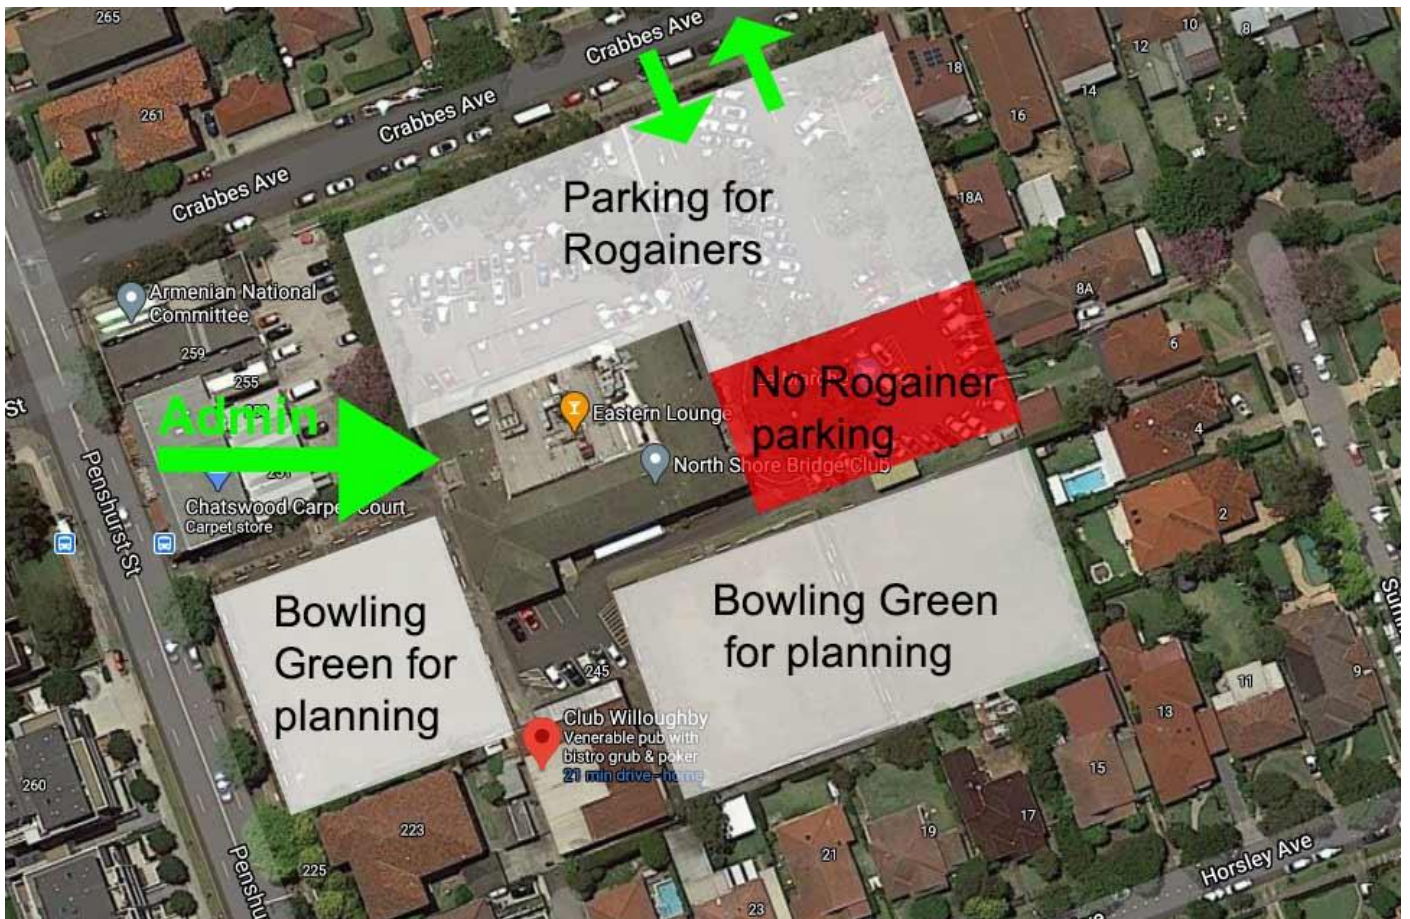 265
Crabbes Ave
10
8
12
18
14
261
Crabbes Ave
16
Crabbes Ave
Parking for
Rogainers
18A
Armenian National
Committee
8A
259
6
255
No Rogainer
parking
St
Admin
Eastern Lounge
4
North Shore Bridge Club
Chatswood Carpet Court
Carpet store
2
Penshurst St
Bowling
Green for
planning
Bowling Green
for planning
245
11
9
Club Willoughby
Venerable pub with
bistro grub & poker
21 min drive - home
13
15
260
223
19
17
21
225
Horsley Ave
23